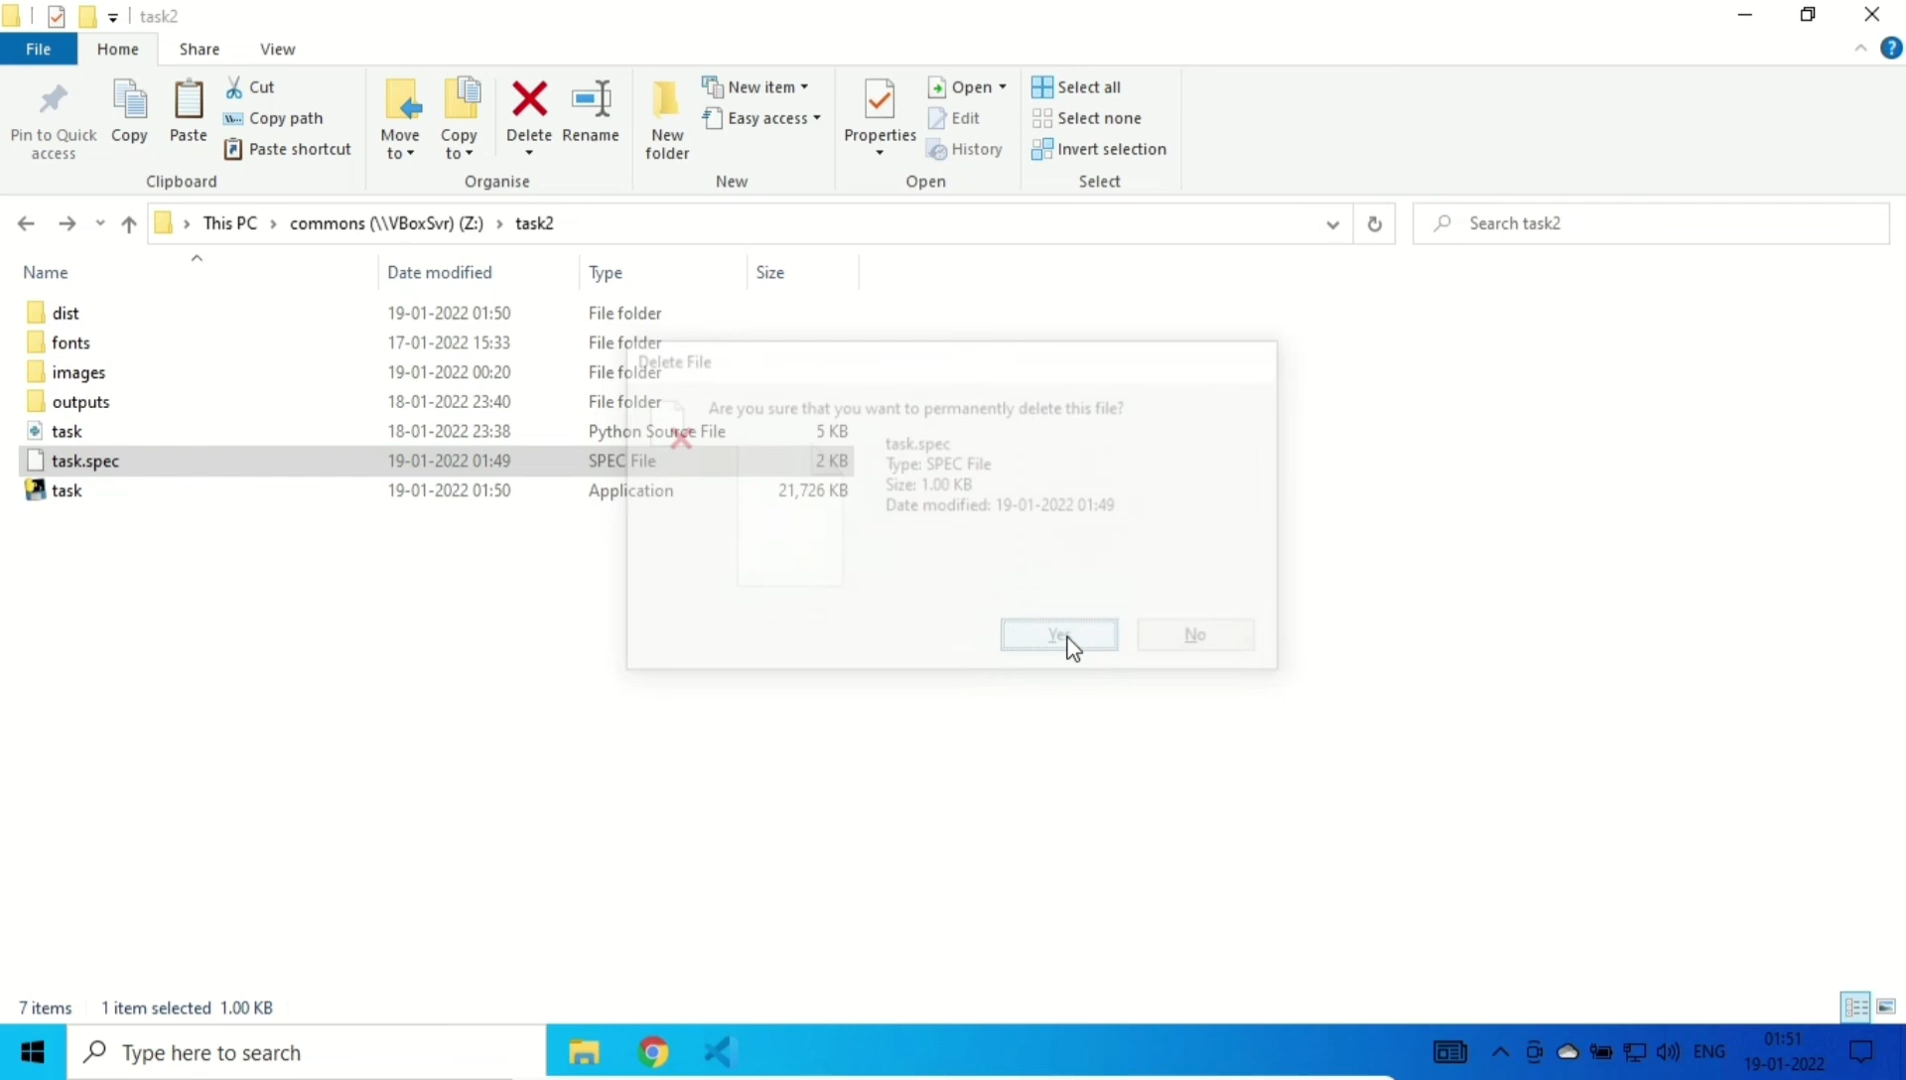 task2
File Home Share View
Pin to Quick access
Copy
Paste
Cut
Copy path
Paste shortcut
Clipboard
Move to
Copy to
Delete
Rename
Organise
New folder
New item
Easy access
New
Properties
Open
Edit
History
Open
Select all
Select none
Invert selection
Select
This PC › commons (\\VBoxSvr) (Z:) › task2
Search task2
Name Date modified Type Size
dist 19-01-2022 01:50 File folder
fonts 17-01-2022 15:33 File folder
images 19-01-2022 00:20 File folder
outputs 18-01-2022 23:40 File folder
task 18-01-2022 23:38 Python Source File 5 KB
task.spec 19-01-2022 01:49 SPEC File 2 KB
task 19-01-2022 01:50 Application 21,726 KB
Delete File
Are you sure that you want to permanently delete this file?
task.spec
Type: SPEC File
Size: 1.00 KB
Date modified: 19-01-2022 01:49
Yes No
7 items 1 item selected 1.00 KB
Type here to search
ENG
01:51
19-01-2022